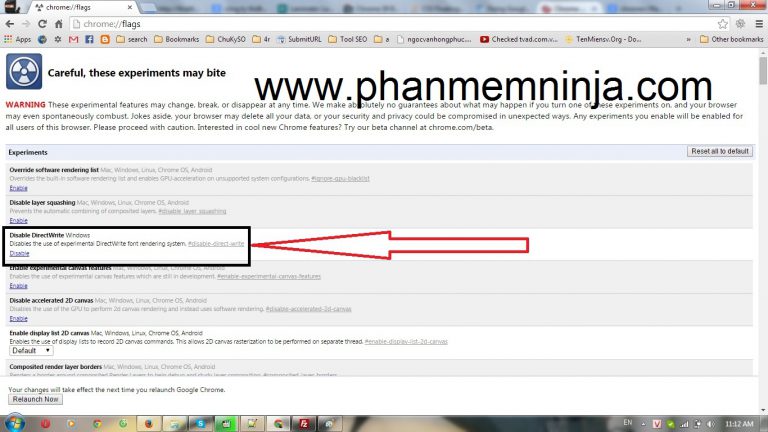 chrome://flags
chrome://flags
Apps
search
Bookmarks
ChuKySO
4r
SubmitURL
Tool SEO
ngocvanhongphuc....
Checked tvad.com.v...
TenMiensv.Org - Do...
Other bookmarks
Careful, these experiments may bite
www.phanmemninja.com
WARNING These experimental features may change, break, or disappear at any time. We make absolutely no guarantees about what may happen if you turn one of these experiments on, and your browser
may even spontaneously combust. Jokes aside, your browser may delete all your data, or your security and privacy could be compromised in unexpected ways. Any experiments you enable will be enabled for
all users of this browser. Please proceed with caution. Interested in cool new Chrome features? Try our beta channel at chrome.com/beta.
Experiments
Reset all to default
Override software rendering list Mac, Windows, Linux, Chrome OS, Android
Overrides the built-in software rendering list and enables GPU-acceleration on unsupported system configurations. #ignore-gpu-blacklist
Enable
Disable layer squashing Mac, Windows, Linux, Chrome OS, Android
Prevents the automatic combining of composited layers. #disable_layer_squashing
Enable
Disable DirectWrite Windows
Disables the use of experimental DirectWrite font rendering system. #disable-direct-write
Disable
Enable experimental canvas features Mac, Windows, Linux, Chrome OS, Android
Enables the use of experimental canvas features which are still in development. #enable-experimental-canvas-features
Enable
Disable accelerated 2D canvas Mac, Windows, Linux, Chrome OS, Android
Disables the use of the GPU to perform 2d canvas rendering and instead uses software rendering. #disable-accelerated-2d-canvas
Enable
Enable display list 2D canvas Mac, Windows, Linux, Chrome OS, Android
Enables the use of display lists to record 2D canvas commands. This allows 2D canvas rasterization to be performed on separate thread. #enable-display-list-2d-canvas
Default
Composited render layer borders Mac, Windows, Linux, Chrome OS, Android
Your changes will take effect the next time you relaunch Google Chrome.
Relaunch Now
EN
11:12 AM